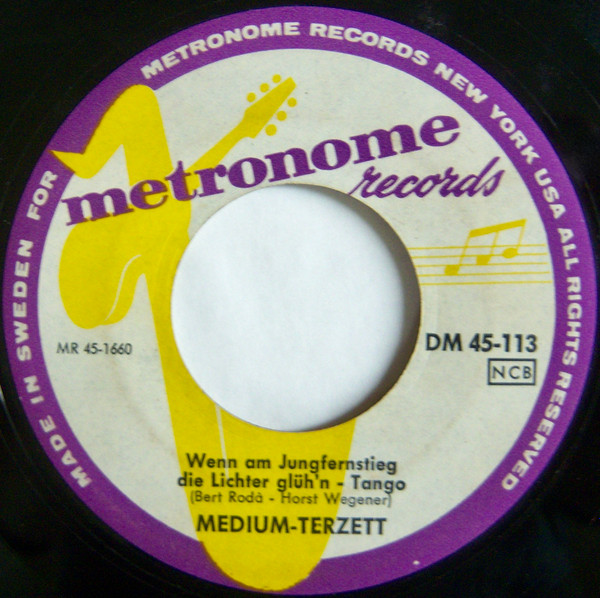 MADE IN SWEDEN FOR METRONOME RECORDS NEW YORK USA ALL RIGHTS RESERVED
metronome
records
MR 45-1660
DM 45-113
NCB
Wenn am Jungfernstieg
die Lichter glüh'n - Tango
(Bert Rodà - Horst Wegener)
MEDIUM-TERZETT